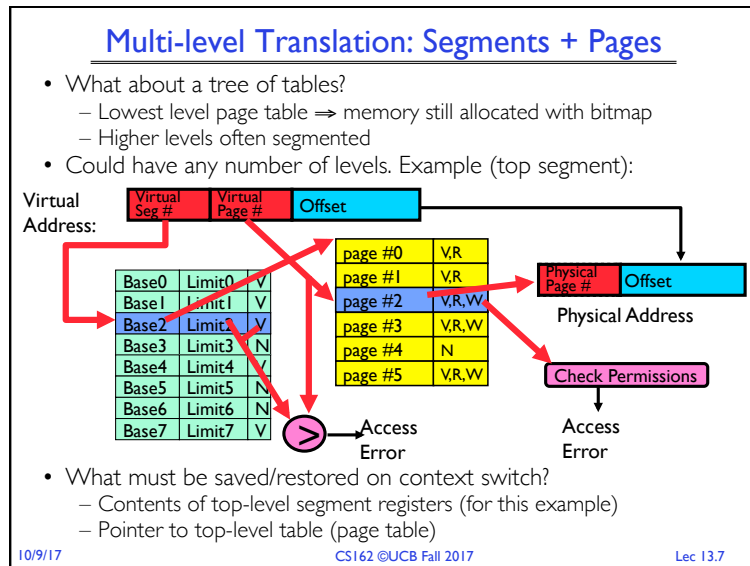 Multi-level Translation: Segments + Pages
• What about a tree of tables?
– Lowest level page table ⇒ memory still allocated with bitmap
– Higher levels often segmented
• Could have any number of levels. Example (top segment):
Virtual Address:
Virtual Seg #
Virtual Page #
Offset
Base0 Limit0 V
Base1 Limit1 V
Base2 Limit2 V
Base3 Limit3 N
Base4 Limit4 V
Base5 Limit5 N
Base6 Limit6 N
Base7 Limit7 V
page #0 V,R
page #1 V,R
page #2 V,R,W
page #3 V,R,W
page #4 N
page #5 V,R,W
Physical Page #
Offset
Physical Address
Check Permissions
>
Access Error
Access Error
• What must be saved/restored on context switch?
– Contents of top-level segment registers (for this example)
– Pointer to top-level table (page table)
10/9/17 CS162 ©UCB Fall 2017 Lec 13.7